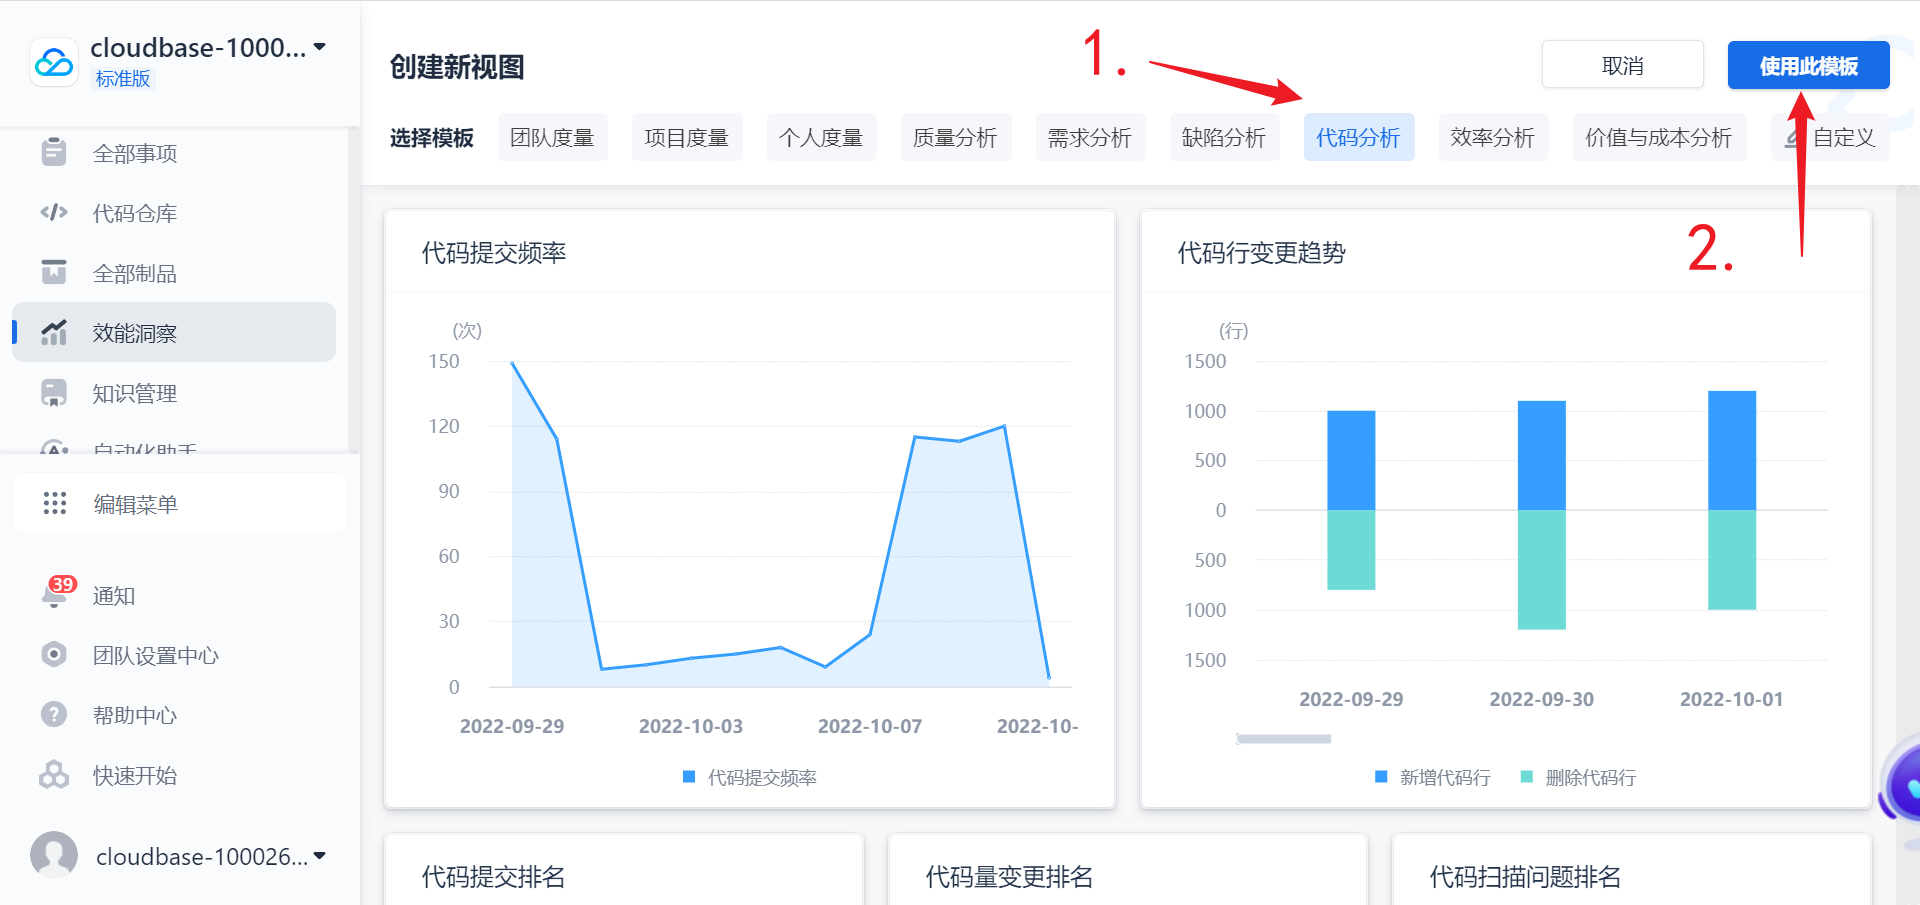 cloudbase-1000...
标准版
全部事项
代码仓库
全部制品
效能洞察
知识管理
自动化助手
编辑菜单
39
通知
团队设置中心
帮助中心
快速开始
cloudbase-100026...
创建新视图
1.
取消
使用此模板
选择模板
团队度量
项目度量
个人度量
质量分析
需求分析
缺陷分析
代码分析
效率分析
价值与成本分析
自定义
2.
代码提交频率
(次)
150
120
90
60
30
0
2022-09-29
2022-10-03
2022-10-07
2022-10-
代码提交频率
代码行变更趋势
(行)
1500
1000
500
0
500
1000
1500
2022-09-29
2022-09-30
2022-10-01
新增代码行
删除代码行
代码提交排名
代码量变更排名
代码扫描问题排名